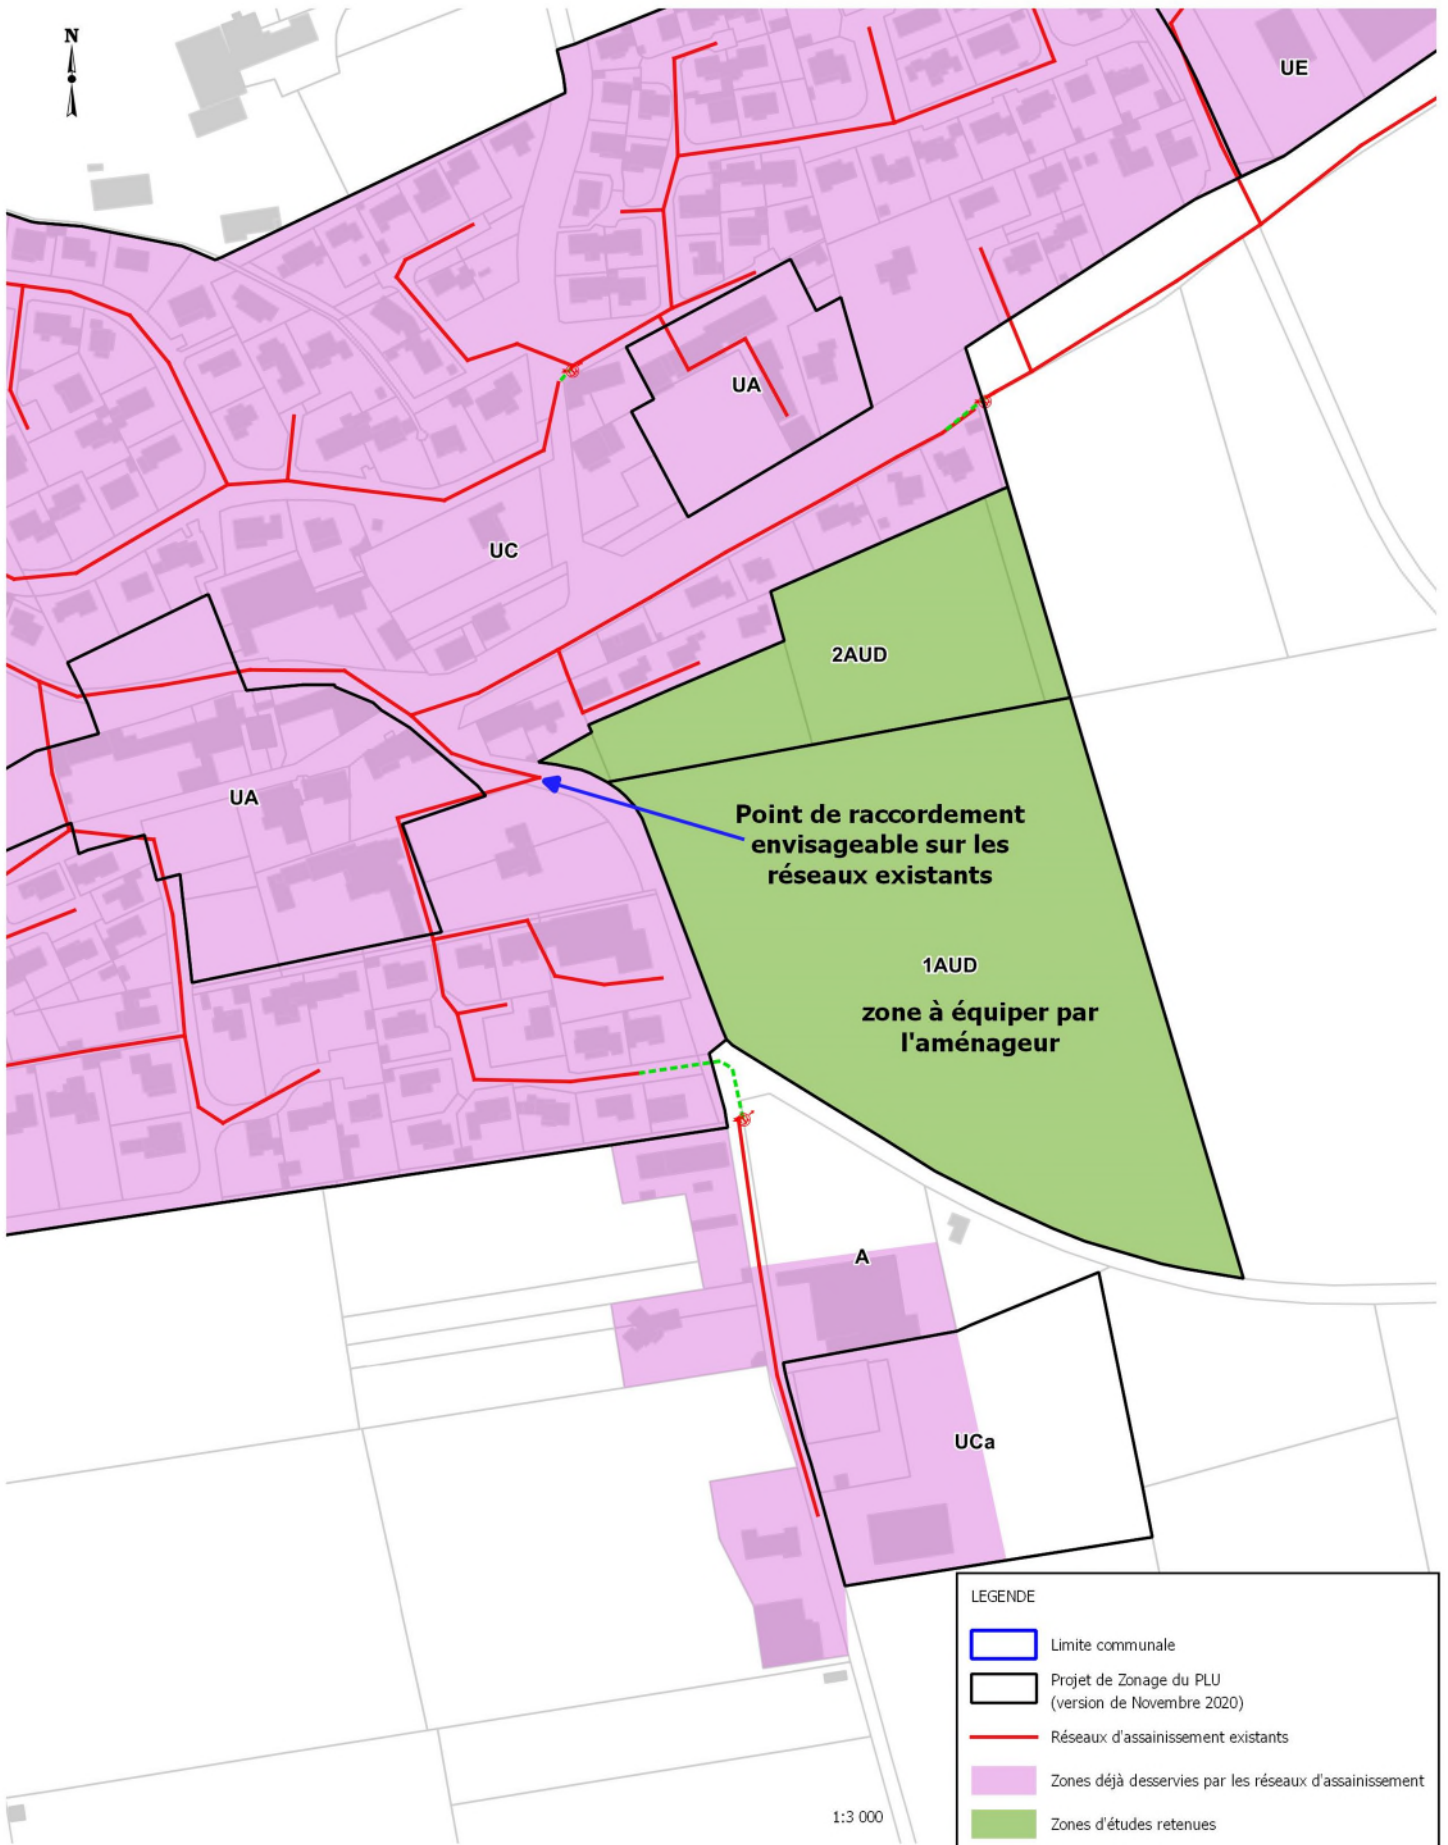 N
UE
UA
UC
2AUD
UA
Point de raccordement
envisageable sur les
réseaux existants
1AUD
zone à équiper par
l'aménageur
A
UCa
LEGENDE
Limite communale
Projet de Zonage du PLU
(version de Novembre 2020)
Réseaux d'assainissement existants
Zones déjà desservies par les réseaux d'assainissement
Zones d'études retenues
1:3 000